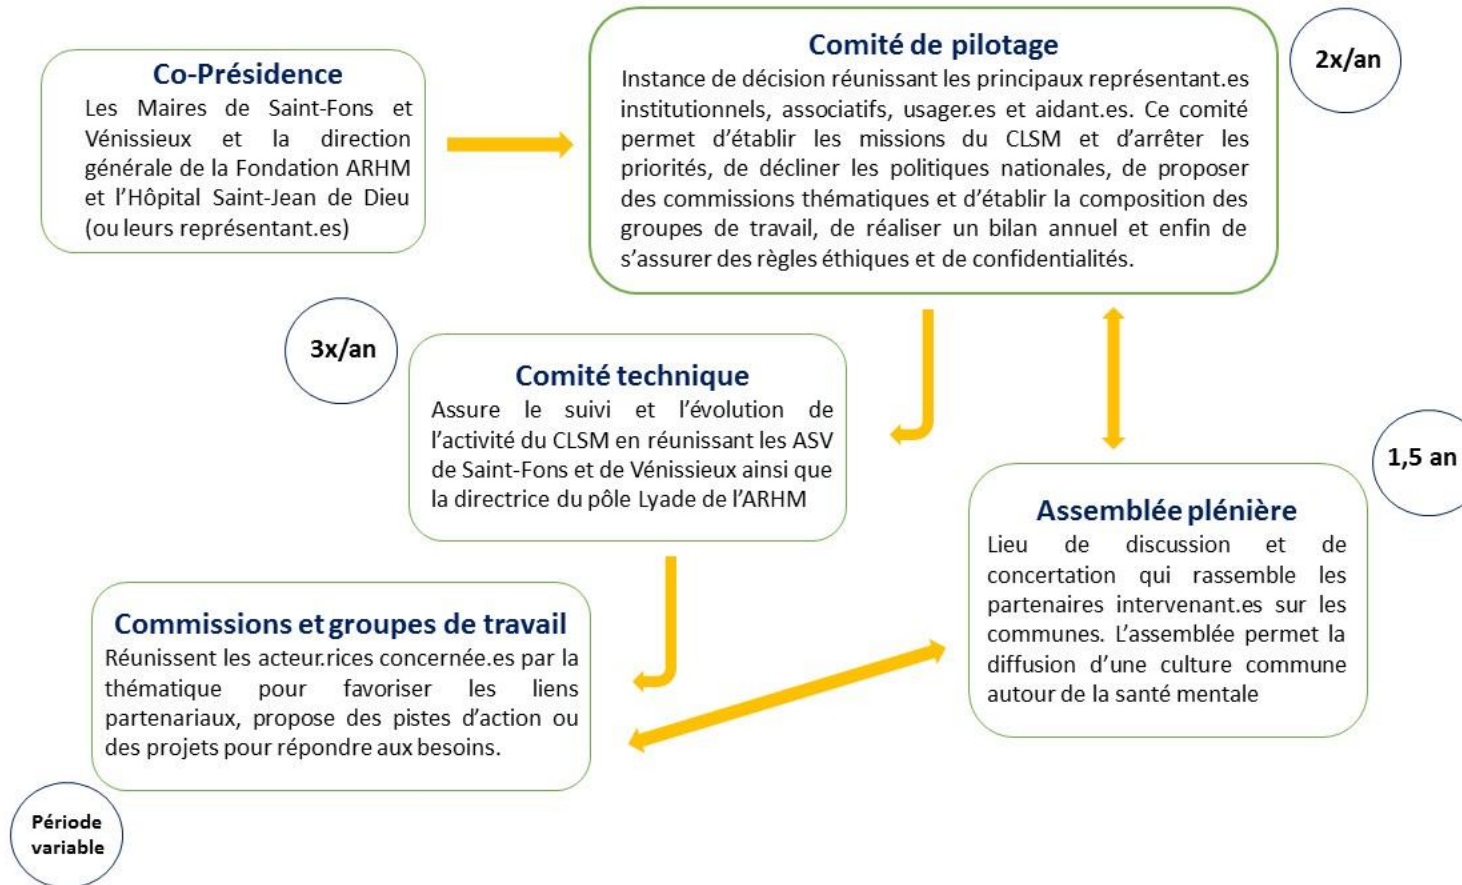 Co-Présidence
Les Maires de Saint-Fons et
Vénissieux et la direction
générale de la Fondation ARHM
et l’Hôpital Saint-Jean de Dieu
(ou leurs représentant.es)
Comité de pilotage
Instance de décision réunissant les principaux représentant.es
institutionnels, associatifs, usager.es et aidant.es. Ce comité
permet d’établir les missions du CLSM et d’arrêter les
priorités, de décliner les politiques nationales, de proposer
des commissions thématiques et d’établir la composition des
groupes de travail, de réaliser un bilan annuel et enfin de
s’assurer des règles éthiques et de confidentialités.
2x/an
3x/an
Comité technique
Assure le suivi et l’évolution de
l’activité du CLSM en réunissant les ASV
de Saint-Fons et de Vénissieux ainsi que
la directrice du pôle Lyade de l’ARHM
1,5 an
Assemblée plénière
Lieu de discussion et de
concertation qui rassemble les
partenaires intervenant.es sur les
communes. L’assemblée permet la
diffusion d’une culture commune
autour de la santé mentale
Commissions et groupes de travail
Réunissent les acteur.rices concernée.es par la
thématique pour favoriser les liens
partenariaux, propose des pistes d’action ou
des projets pour répondre aux besoins.
Période
variable